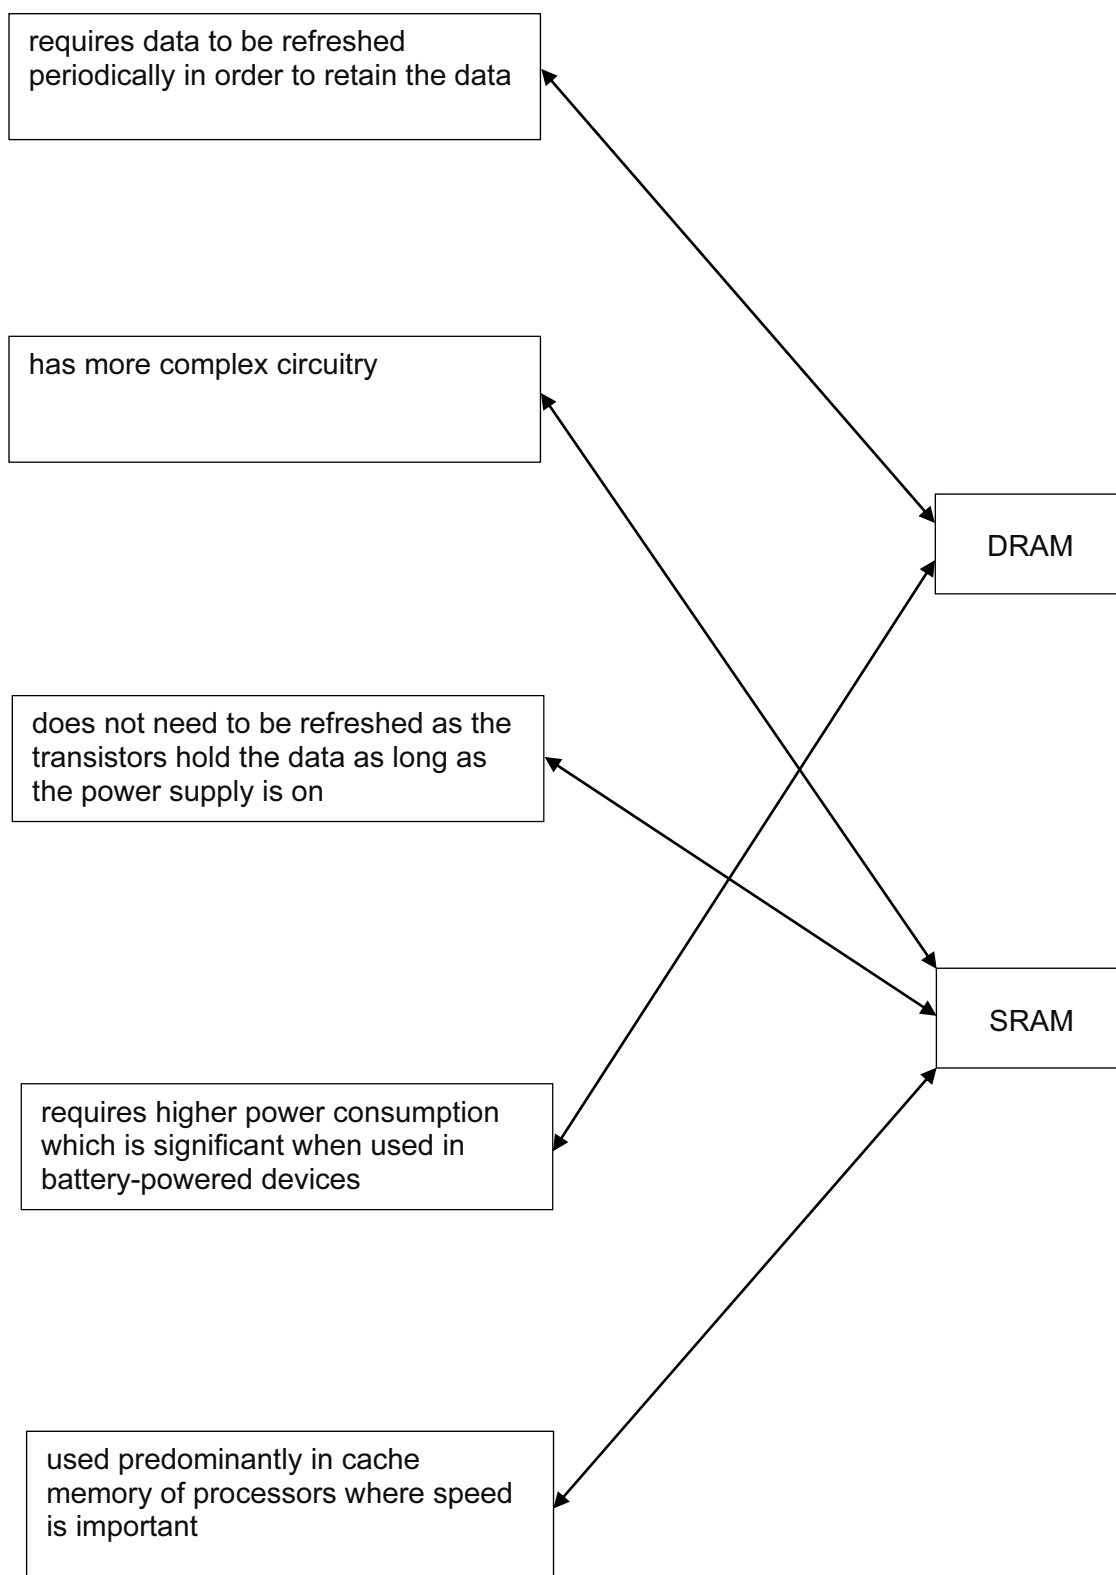 requires data to be refreshed
periodically in order to retain the data
has more complex circuitry
DRAM
does not need to be refreshed as the
transistors hold the data as long as
the power supply is on
SRAM
requires higher power consumption
which is significant when used in
battery-powered devices
used predominantly in cache
memory of processors where speed
is important